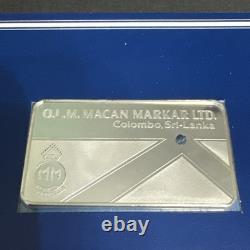 O.L.M. MACAN MARKAR LTD.
Colombo, Sri-Lanka
MM
ebay